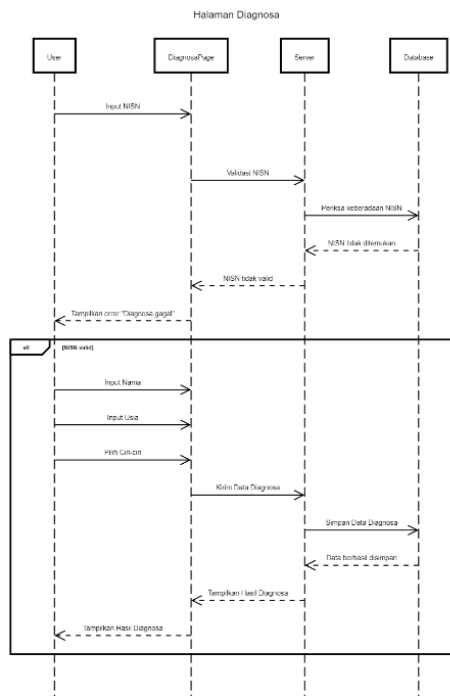 Halaman Diagnosa
User DiagnosaPage Server Database
Input NISN
Validasi NISN
Periksa keberadaan NISN
NISN tidak ditemukan
NISN tidak valid
Tampilkan error "Diagnosa gagal"
alt [NISN valid]
Input Nama
Input Usia
Pilih Ciri-ciri
Kirim Data Diagnosa
Simpan Data Diagnosa
Data berhasil disimpan
Tampilkan Hasil Diagnosa
Tampilkan Hasil Diagnosa